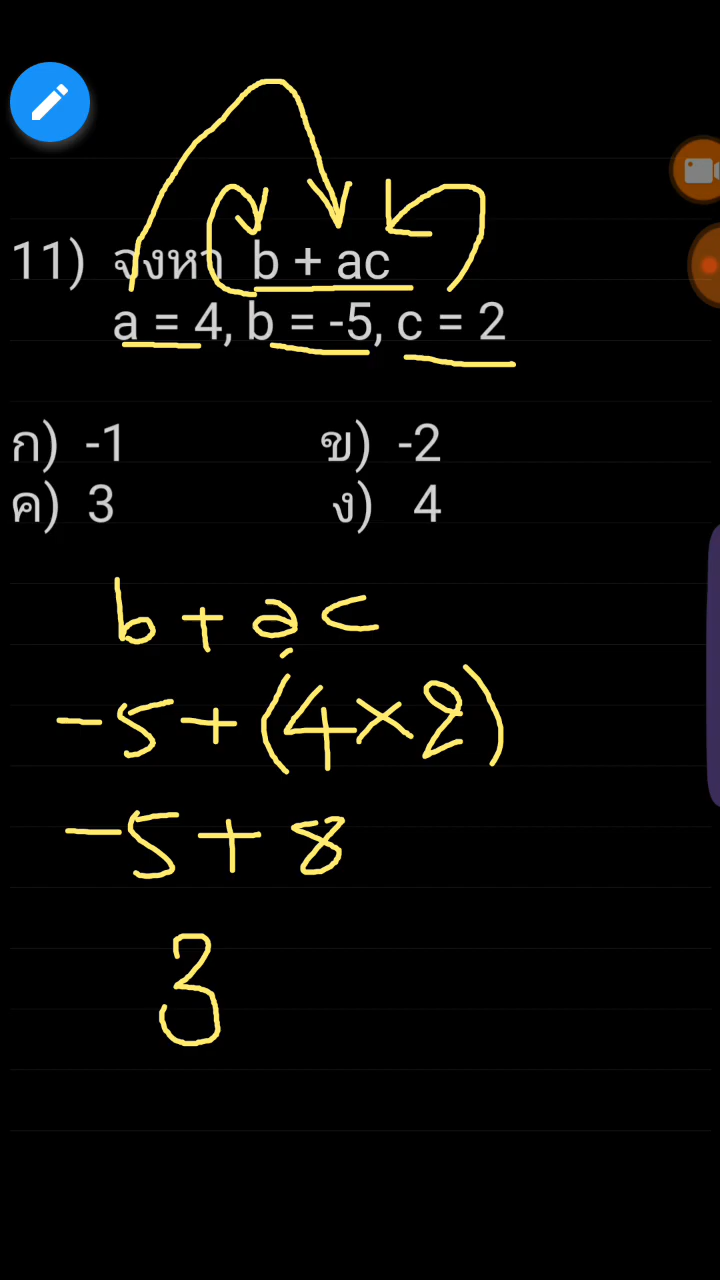 11) จงหา b + ac
a = 4, b = -5, c = 2
ก) -1 ข) -2
ค) 3 ง) 4
b + a c
-5 + (4 × 2)
-5 + 8
3